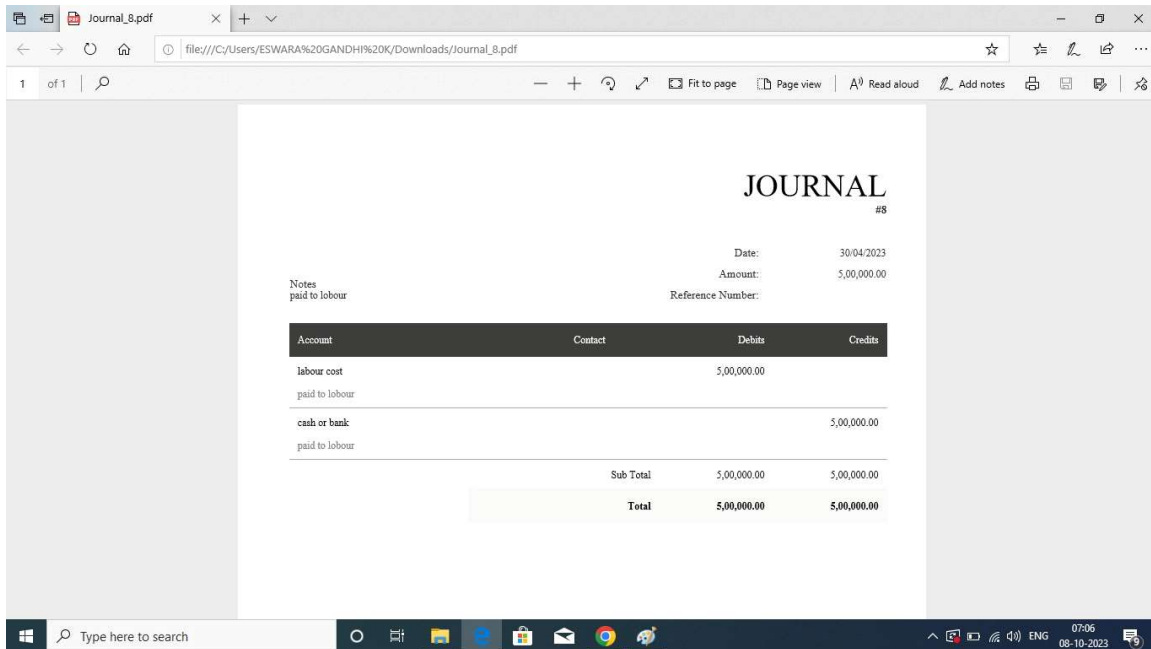 Journal_8.pdf
file:///C:/Users/ESWARA%20GANDHI%20K/Downloads/Journal_8.pdf
1 of 1 Fit to page Page view Read aloud Add notes
JOURNAL
#8
Date: 30/04/2023
Amount: 5,00,000.00
Notes
paid to lobour
Reference Number:
Account Contact Debits Credits
labour cost 5,00,000.00
paid to lobour
cash or bank 5,00,000.00
paid to lobour
Sub Total 5,00,000.00 5,00,000.00
Total 5,00,000.00 5,00,000.00
Type here to search
ENG
07:06
08-10-2023
9